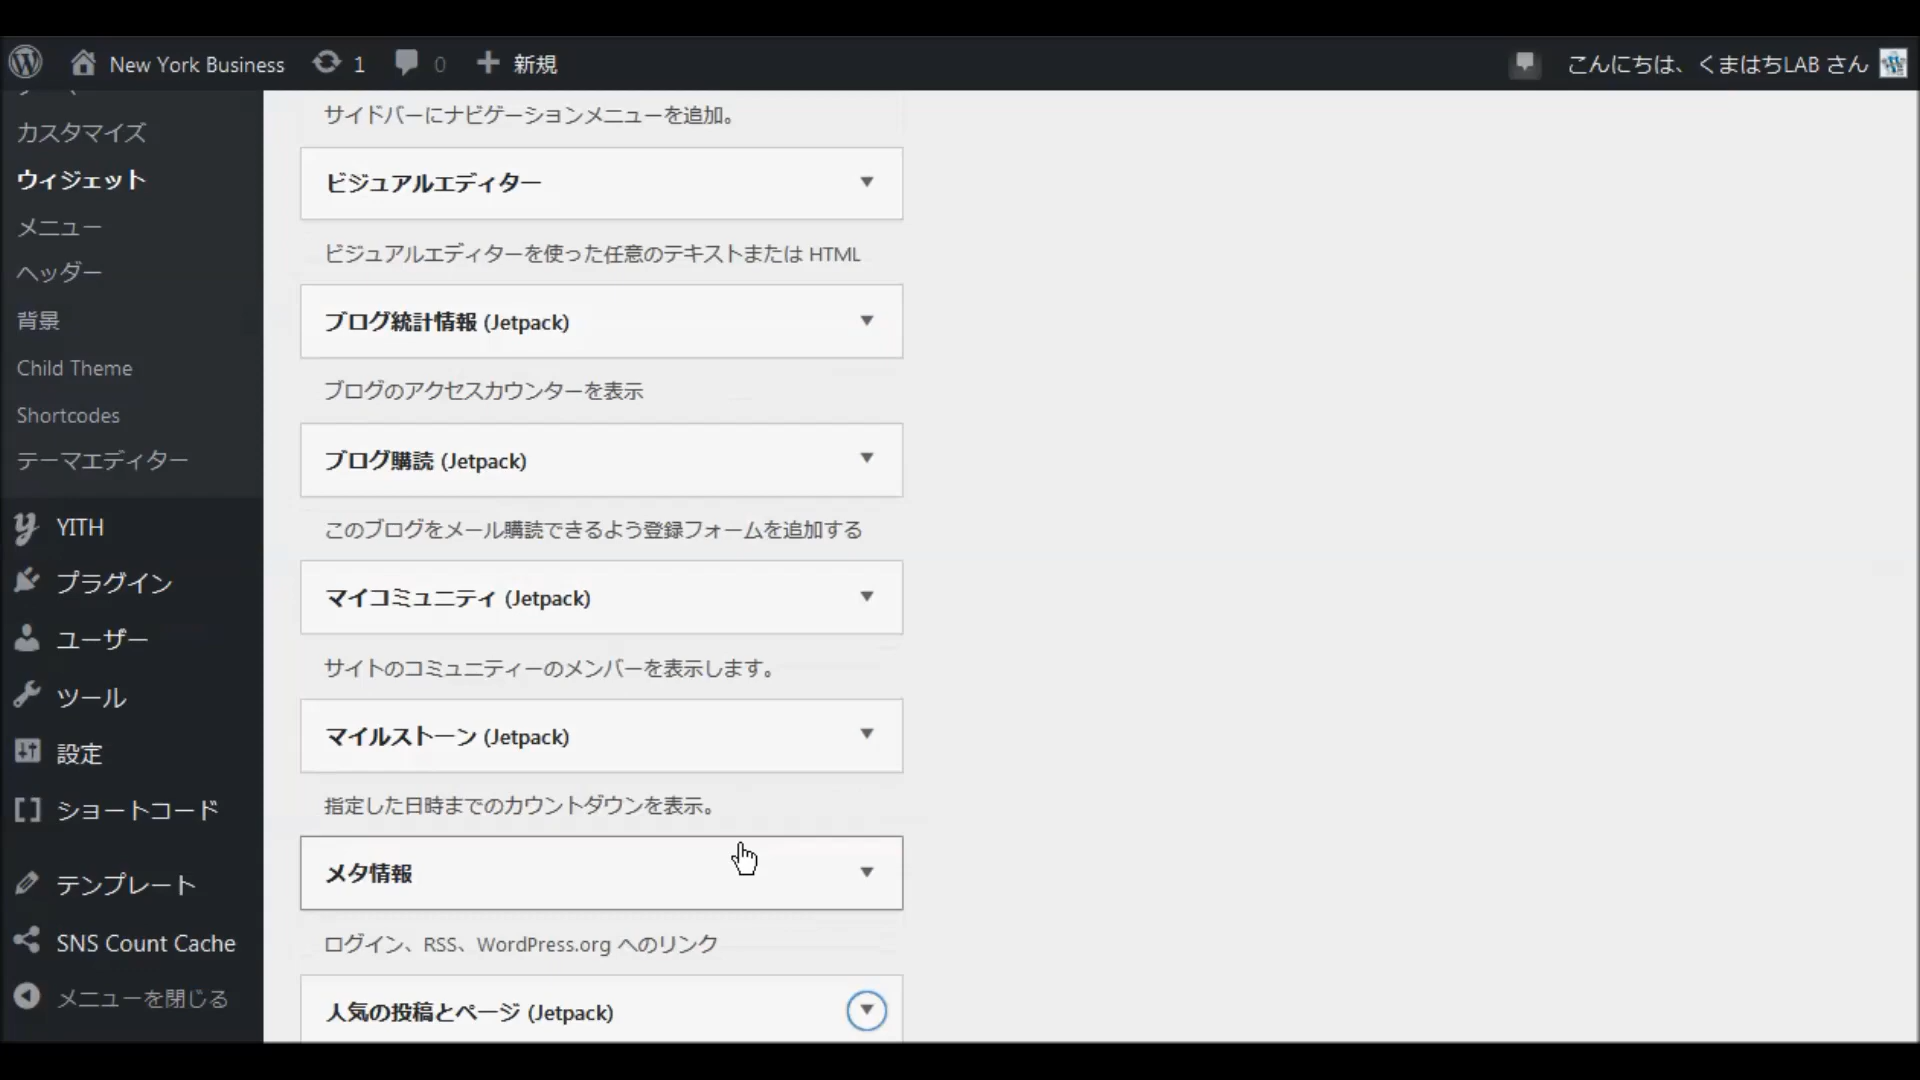 New York Business
1
0
新規
こんにちは、くまはちLAB さん
カスタマイズ
ウィジェット
メニュー
ヘッダー
背景
Child Theme
Shortcodes
テーマエディター
YITH
プラグイン
ユーザー
ツール
設定
ショートコード
テンプレート
SNS Count Cache
メニューを閉じる
サイドバーにナビゲーションメニューを追加。
ビジュアルエディター
ビジュアルエディターを使った任意のテキストまたは HTML
ブログ統計情報 (Jetpack)
ブログのアクセスカウンターを表示
ブログ購読 (Jetpack)
このブログをメール購読できるよう登録フォームを追加する
マイコミュニティ (Jetpack)
サイトのコミュニティーのメンバーを表示します。
マイルストーン (Jetpack)
指定した日時までのカウントダウンを表示。
メタ情報
ログイン、RSS、WordPress.org へのリンク
人気の投稿とページ (Jetpack)